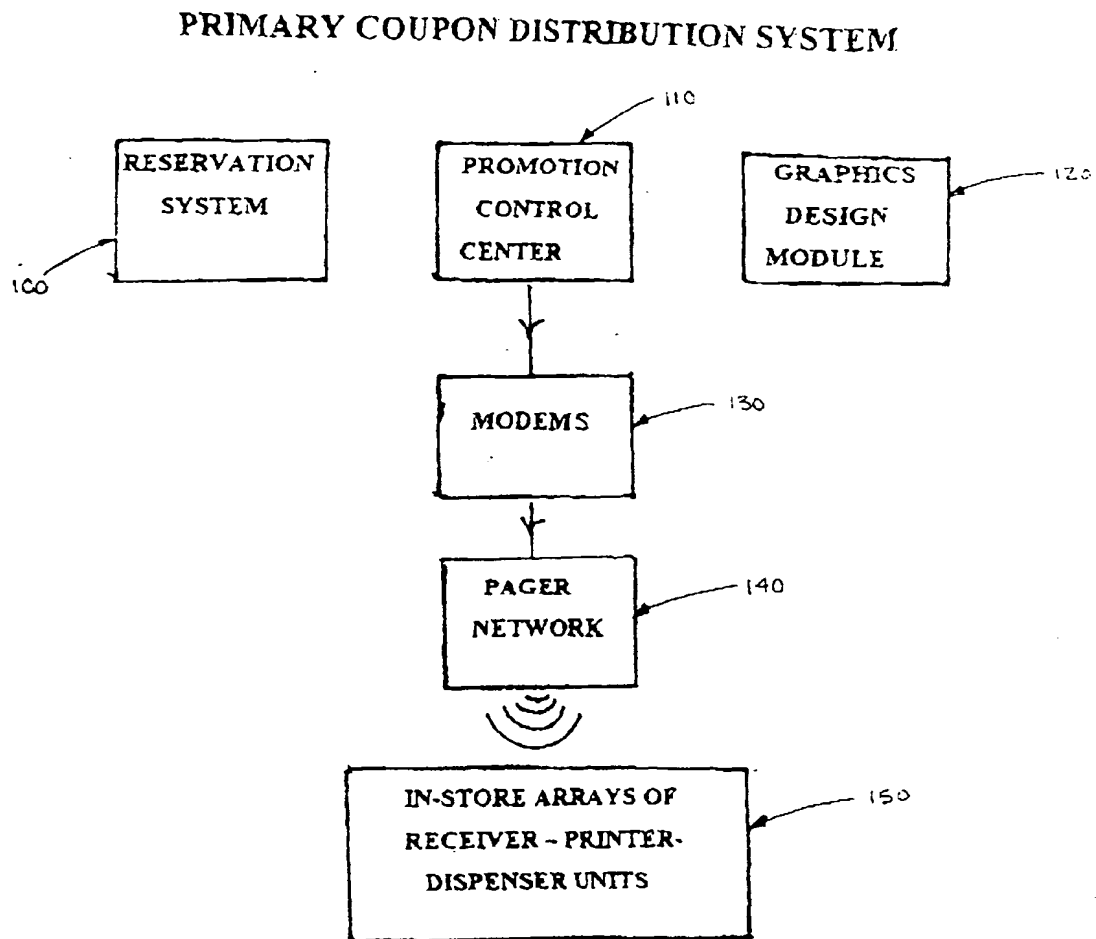 PRIMARY COUPON DISTRIBUTION SYSTEM
110
RESERVATION
SYSTEM
100
PROMOTION
CONTROL
CENTER
GRAPHICS
DESIGN
MODULE
120
MODEMS
130
PAGER
NETWORK
140
IN-STORE ARRAYS OF
RECEIVER - PRINTER-
DISPENSER UNITS
150